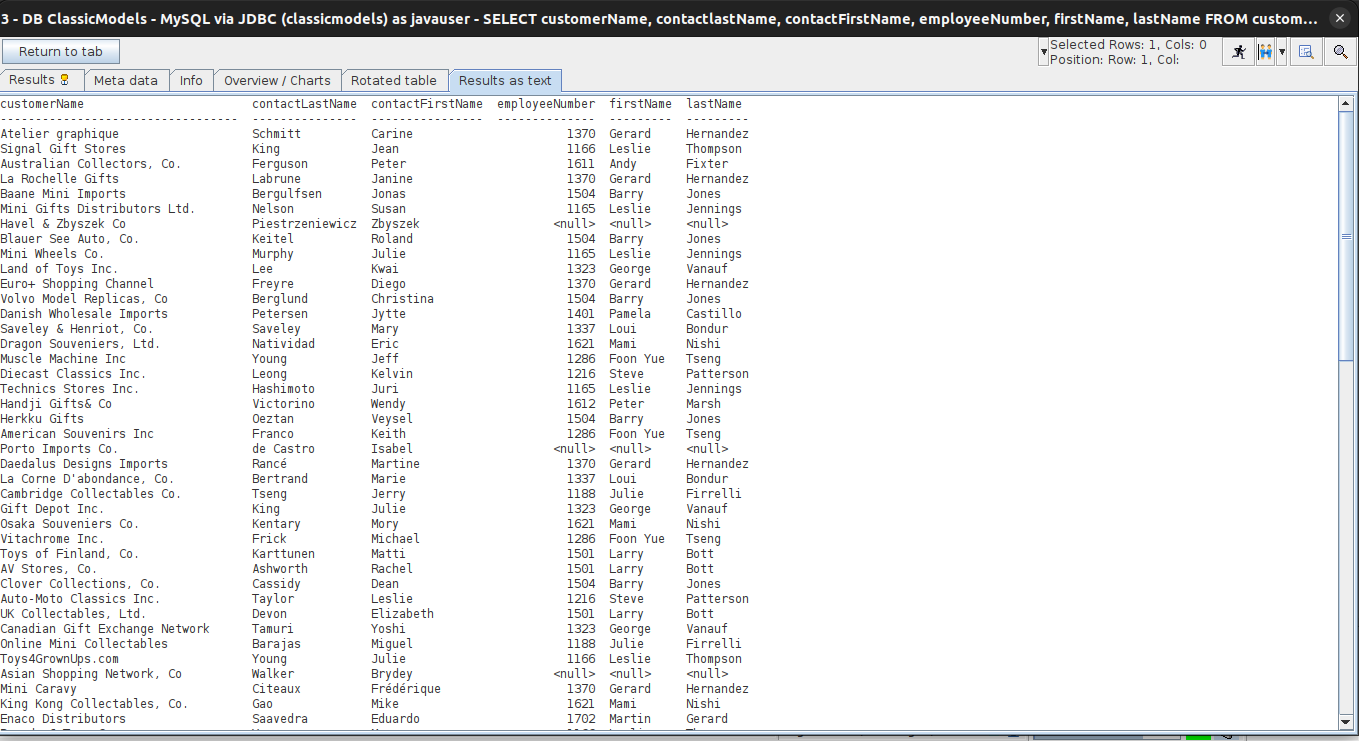 3 - DB ClassicModels - MySQL via JDBC (classicmodels) as javauser - SELECT customerName, contactlastName, contactFirstName, employeeNumber, firstName, lastName FROM custom...
Return to tab
Selected Rows: 1, Cols: 0
Position: Row: 1, Col:
Results Meta data Info Overview / Charts Rotated table Results as text
customerName contactLastName contactFirstName employeeNumber firstName lastName
---------------------------------- --------------- ---------------- -------------- --------- ---------
Atelier graphique Schmitt Carine 1370 Gerard Hernandez
Signal Gift Stores King Jean 1166 Leslie Thompson
Australian Collectors, Co. Ferguson Peter 1611 Andy Fixter
La Rochelle Gifts Labrune Janine 1370 Gerard Hernandez
Baane Mini Imports Bergulfsen Jonas 1504 Barry Jones
Mini Gifts Distributors Ltd. Nelson Susan 1165 Leslie Jennings
Havel & Zbyszek Co Piestrzeniewicz Zbyszek <null> <null> <null>
Blauer See Auto, Co. Keitel Roland 1504 Barry Jones
Mini Wheels Co. Murphy Julie 1165 Leslie Jennings
Land of Toys Inc. Lee Kwai 1323 George Vanauf
Euro+ Shopping Channel Freyre Diego 1370 Gerard Hernandez
Volvo Model Replicas, Co Berglund Christina 1504 Barry Jones
Danish Wholesale Imports Petersen Jytte 1401 Pamela Castillo
Saveley & Henriot, Co. Saveley Mary 1337 Loui Bondur
Dragon Souveniers, Ltd. Natividad Eric 1621 Mami Nishi
Muscle Machine Inc Young Jeff 1286 Foon Yue Tseng
Diecast Classics Inc. Leong Kelvin 1216 Steve Patterson
Technics Stores Inc. Hashimoto Juri 1165 Leslie Jennings
Handji Gifts& Co Victorino Wendy 1612 Peter Marsh
Herkku Gifts Oeztan Veysel 1504 Barry Jones
American Souvenirs Inc Franco Keith 1286 Foon Yue Tseng
Porto Imports Co. de Castro Isabel <null> <null> <null>
Daedalus Designs Imports Rancé Martine 1370 Gerard Hernandez
La Corne D'abondance, Co. Bertrand Marie 1337 Loui Bondur
Cambridge Collectables Co. Tseng Jerry 1188 Julie Firrelli
Gift Depot Inc. King Julie 1323 George Vanauf
Osaka Souveniers Co. Kentary Mory 1621 Mami Nishi
Vitachrome Inc. Frick Michael 1286 Foon Yue Tseng
Toys of Finland, Co. Karttunen Matti 1501 Larry Bott
AV Stores, Co. Ashworth Rachel 1501 Larry Bott
Clover Collections, Co. Cassidy Dean 1504 Barry Jones
Auto-Moto Classics Inc. Taylor Leslie 1216 Steve Patterson
UK Collectables, Ltd. Devon Elizabeth 1501 Larry Bott
Canadian Gift Exchange Network Tamuri Yoshi 1323 George Vanauf
Online Mini Collectables Barajas Miguel 1188 Julie Firrelli
Toys4GrownUps.com Young Julie 1166 Leslie Thompson
Asian Shopping Network, Co Walker Brydey <null> <null> <null>
Mini Caravy Citeaux Frédérique 1370 Gerard Hernandez
King Kong Collectables, Co. Gao Mike 1621 Mami Nishi
Enaco Distributors Saavedra Eduardo 1702 Martin Gerard